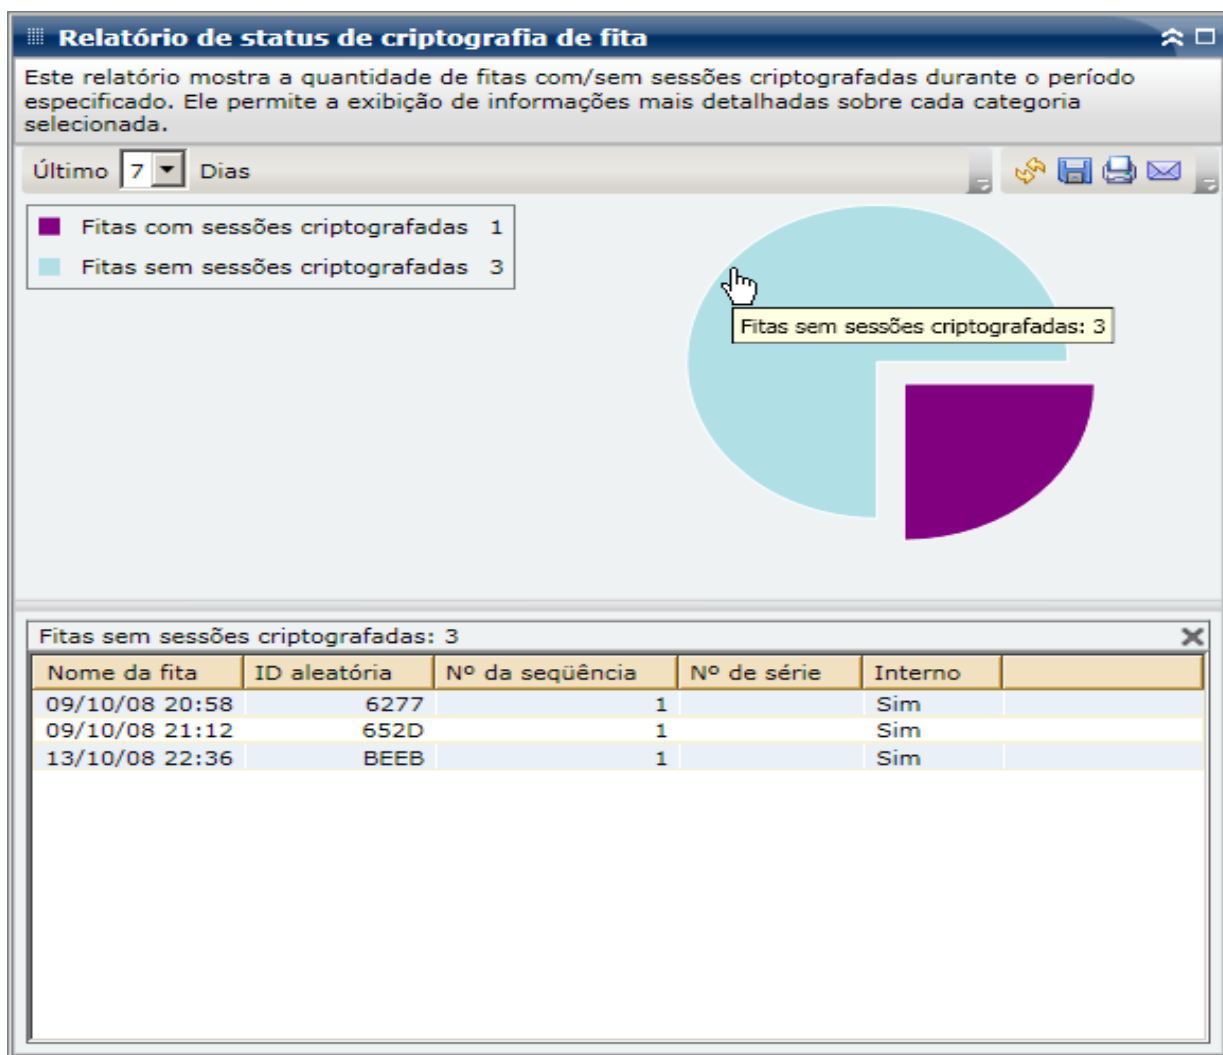 Relatório de status de criptografia de fita
Este relatório mostra a quantidade de fitas com/sem sessões criptografadas durante o período
especificado. Ele permite a exibição de informações mais detalhadas sobre cada categoria
selecionada.
Último 7 Dias
Fitas com sessões criptografadas 1
Fitas sem sessões criptografadas 3
Fitas sem sessões criptografadas: 3
Fitas sem sessões criptografadas: 3
Nome da fita ID aleatória Nº da seqüência Nº de série Interno
09/10/08 20:58 6277 1 Sim
09/10/08 21:12 652D 1 Sim
13/10/08 22:36 BEEB 1 Sim